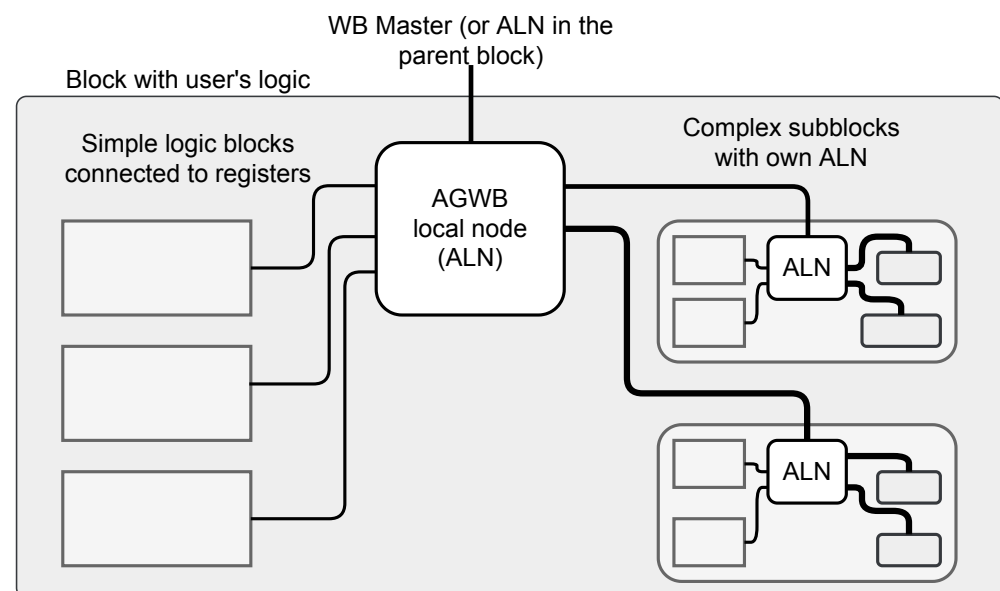 WB Master (or ALN in the
parent block)
Block with user's logic
Simple logic blocks
connected to registers
Complex subblocks
with own ALN
AGWB
local node
(ALN)
ALN
ALN